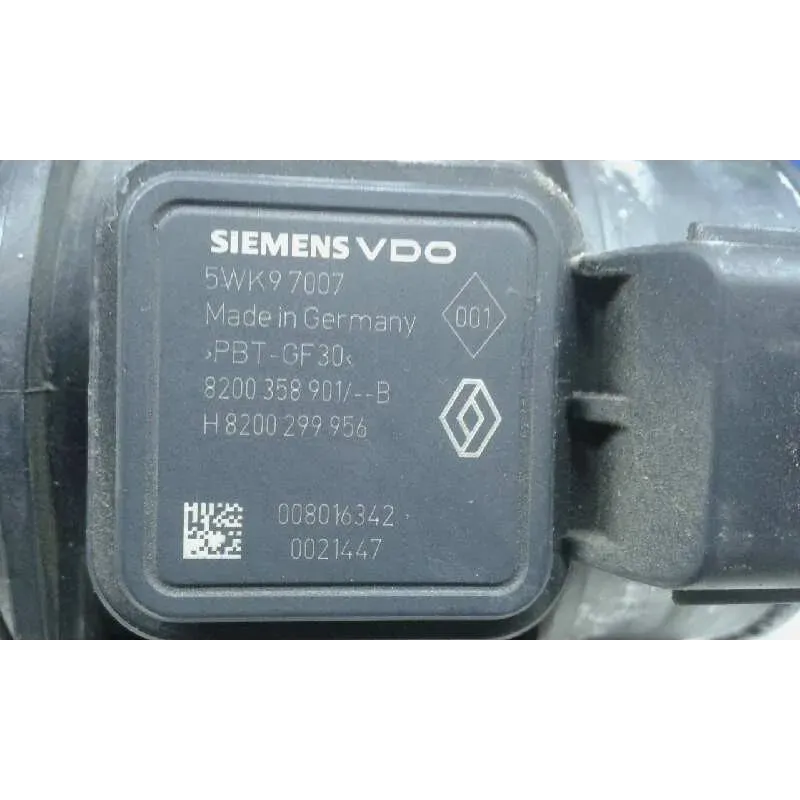 SIEMENS VDO
5WK9 7007
Made in Germany
001
›PBT-GF30‹
8200 358 901/--B
H 8200 299 956
008016342
0021447